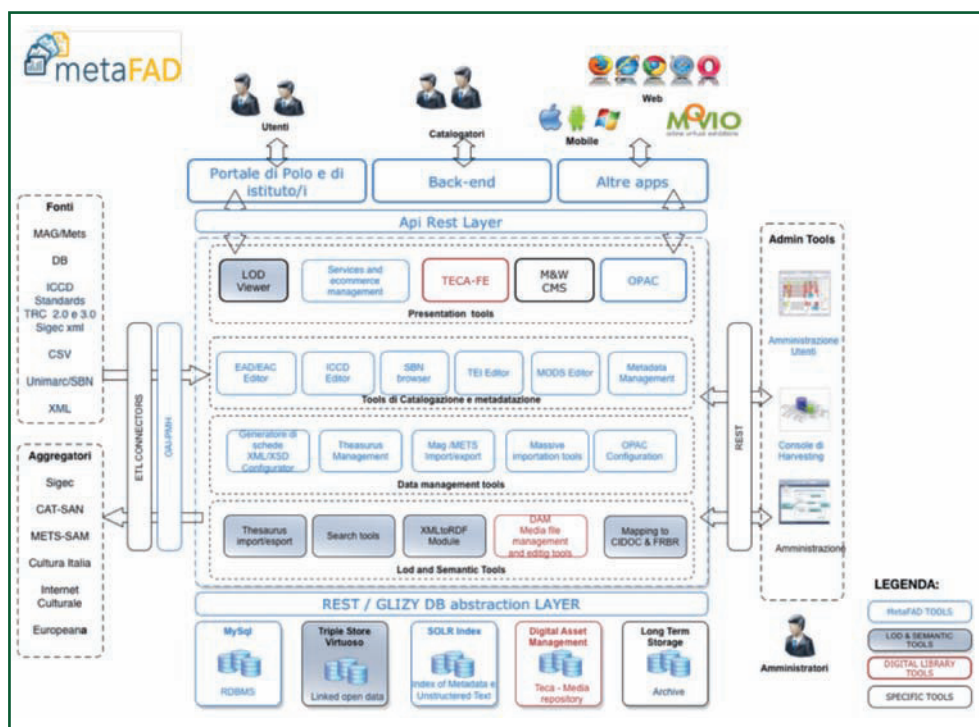 metaFAD
Utenti
Catalogatori
Web
Mobile
MOVIO
online virtual exhibitions
Portale di Polo e di
istituto/i
Back-end
Altre apps
Api Rest Layer
Fonti
MAG/Mets
DB
ICCD
Standards
TRC 2.0 e 3.0
Sigec xml
CSV
Unimarc/SBN
XML
Aggregatori
Sigec
CAT-SAN
METS-SAM
Cultura Italia
Internet
Culturale
Europeana
ETL CONNECTORS
OAI-PMH
LOD
Viewer
Services and
ecommerce
management
TECA-FE
M&W
CMS
OPAC
Presentation tools
EAD/EAC
Editor
ICCD
Editor
SBN
browser
TEI Editor
MODS Editor
Metadata
Management
Tools di Catalogazione e metadatazione
Generatore di
schede
XML/XSD
Configurator
Theasurus
Management
Mag /METS
Import/export
Massive
importation tools
OPAC
Configuration
Data management tools
Thesaurus
import/export
Search tools
XMLtoRDF
Module
DAM
Media file
management
and editig tools
Mapping to
CIDOC & FRBR
Lod and Semantic Tools
REST / GLIZY DB abstraction LAYER
MySql
RDBMS
Triple Store
Virtuoso
Linked open data
SOLR Index
Index of Metadata e
Unstructered Text
Digital Asset
Management
Teca - Media
repository
Long Term
Storage
Archive
REST
Admin Tools
Amministrazione
Utenti
Console di
Harvesting
Amministrazione
Amministratori
LEGENDA:
MetaFAD TOOLS
LOD & SEMANTIC
TOOLS
DIGITAL LIBRARY
TOOLS
SPECIFIC TOOLS